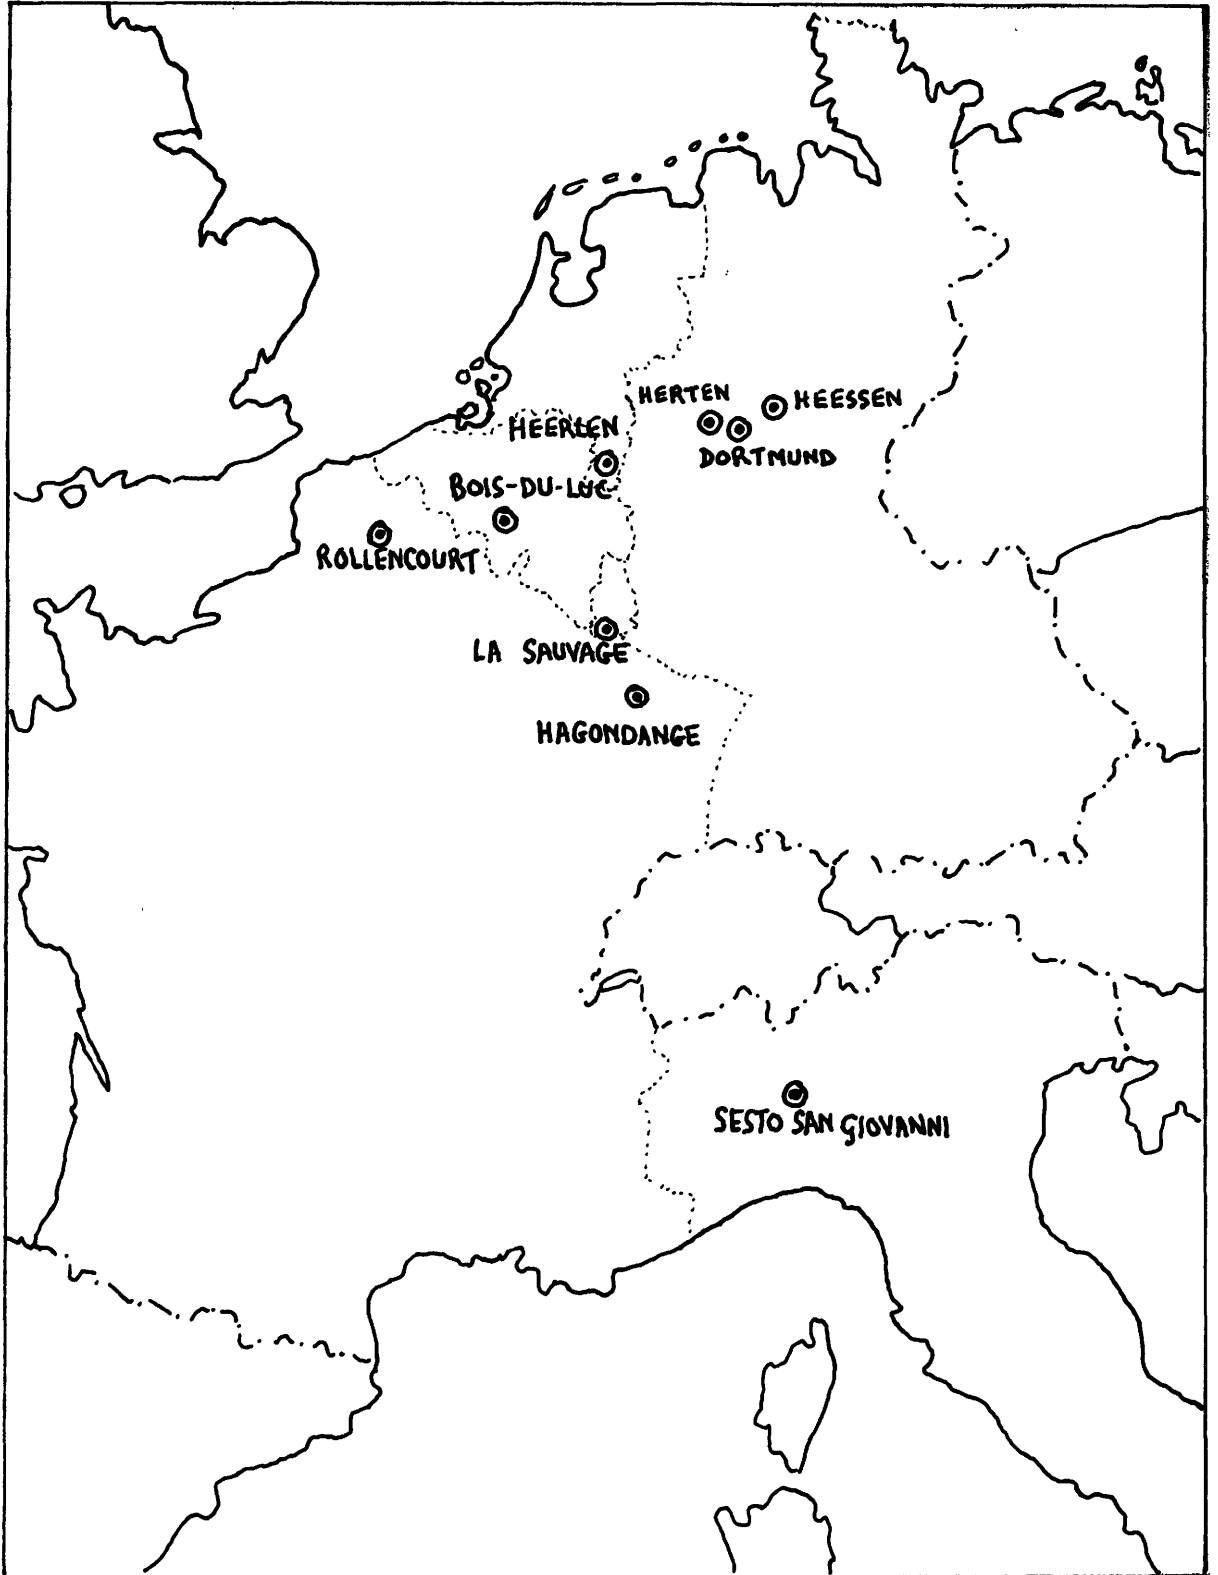 HERTEN
HEESSEN
HEERLEN
DORTMUND
BOIS-DU-LUC
ROLLENCOURT
LA SAUVAGE
HAGONDANGE
SESTO SAN GIOVANNI